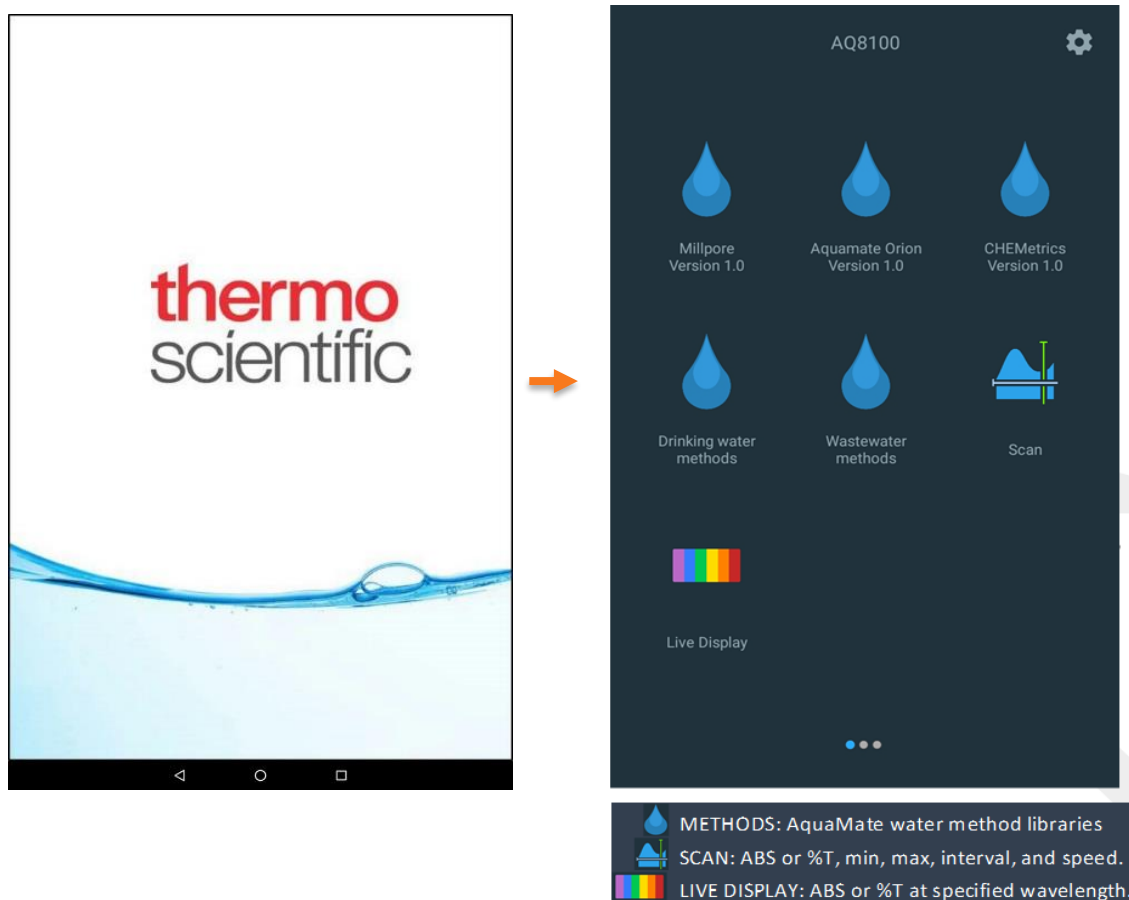 thermo
scientific
AQ8100
Millpore
Version 1.0
Aquamate Orion
Version 1.0
CHEMetrics
Version 1.0
Drinking water
methods
Wastewater
methods
Scan
Live Display
METHODS: AquaMate water method libraries
SCAN: ABS or %T, min, max, interval, and speed.
LIVE DISPLAY: ABS or %T at specified wavelength.